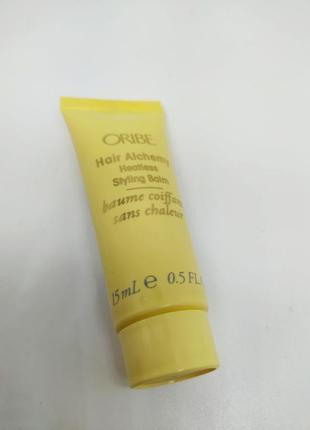 ORIBE
Hair Alchemy
Heatless
Styling Balm
baume coiffant
sans chaleur
15 mL e 0.5 FL